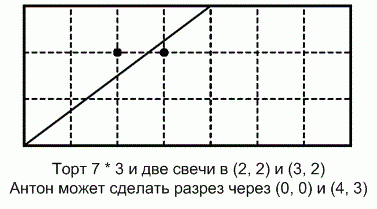 Торт 7 * 3 и две свечи в (2, 2) и (3, 2)
Антон может сделать разрез через (0, 0) и (4, 3)